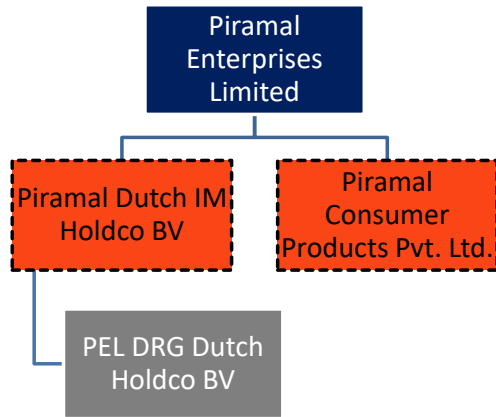 Piramal
Enterprises
Limited
Piramal Dutch IM
Holdco BV
Piramal
Consumer
Products Pvt. Ltd.
PEL DRG Dutch
Holdco BV